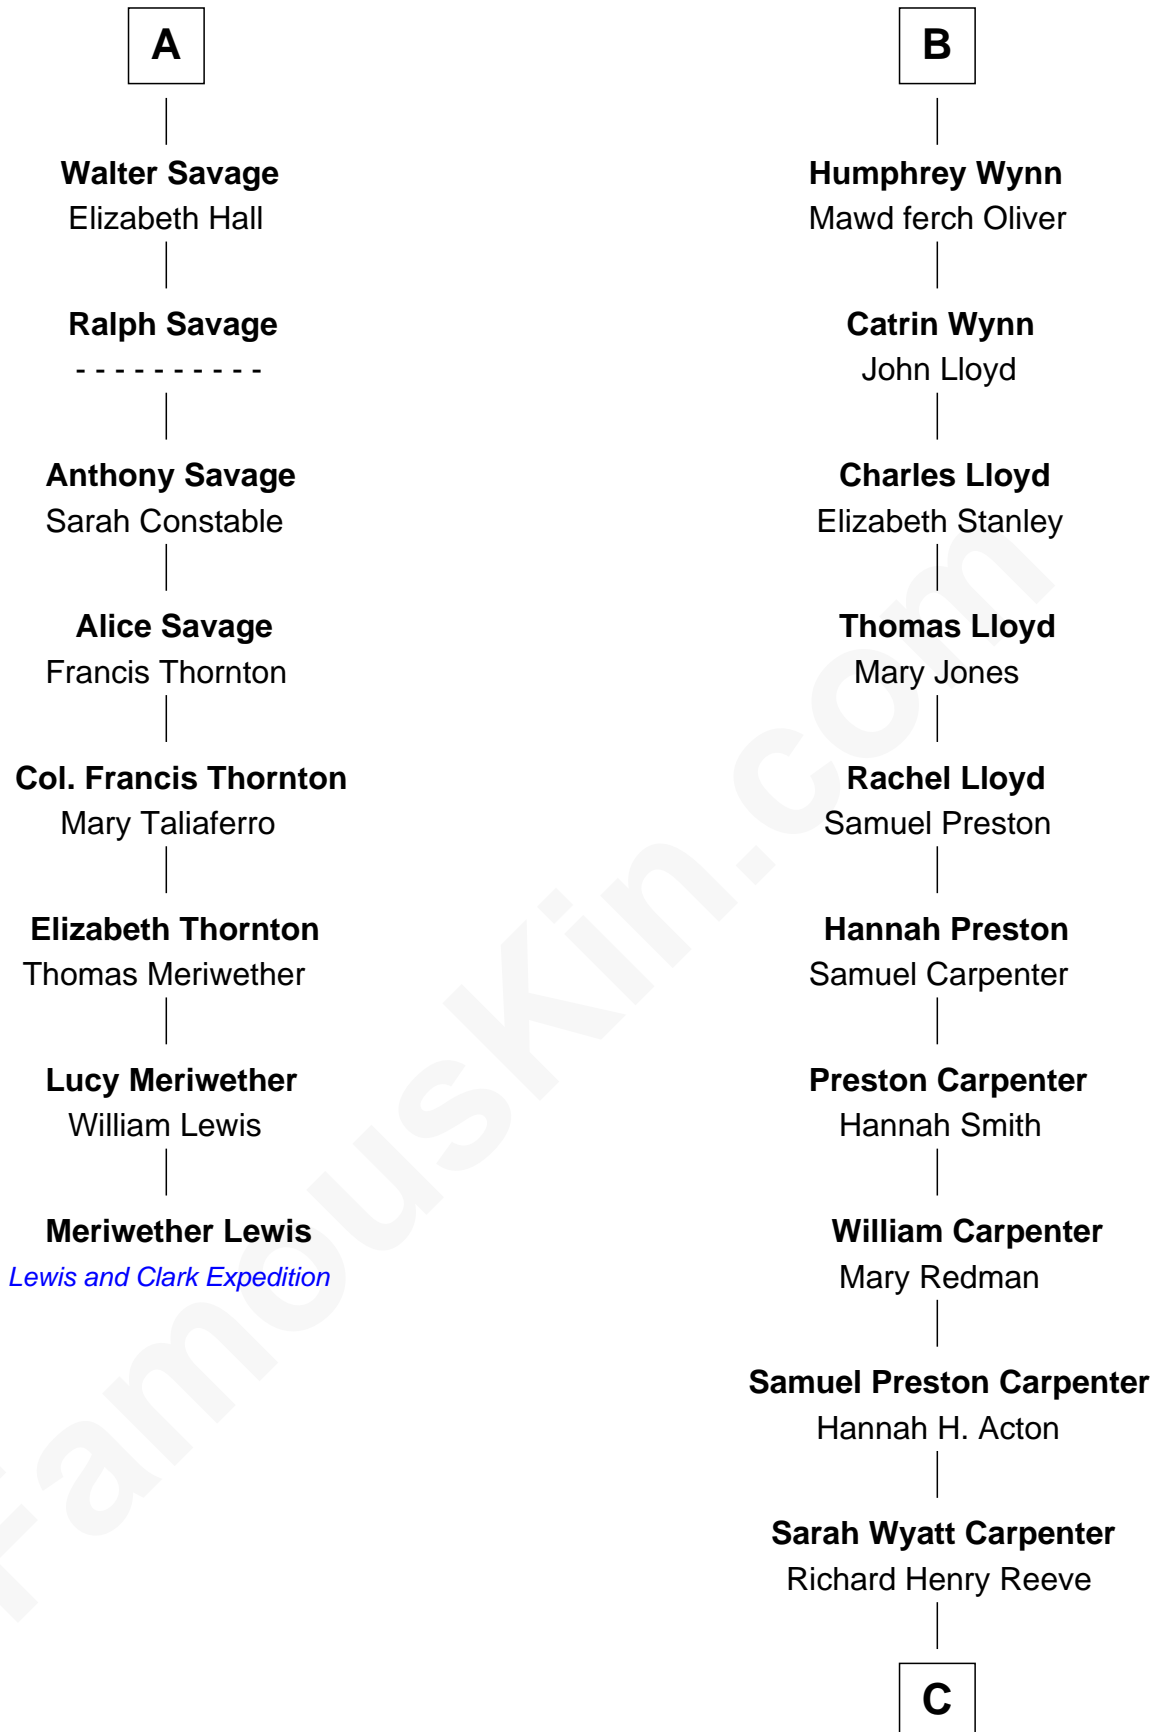 A
Walter Savage
Elizabeth Hall
Ralph Savage
- - - - - - - - - -
Anthony Savage
Sarah Constable
Alice Savage
Francis Thornton
Col. Francis Thornton
Mary Taliaferro
Elizabeth Thornton
Thomas Meriwether
Lucy Meriwether
William Lewis
Meriwether Lewis
Lewis and Clark Expedition
B
Humphrey Wynn
Mawd ferch Oliver
Catrin Wynn
John Lloyd
Charles Lloyd
Elizabeth Stanley
Thomas Lloyd
Mary Jones
Rachel Lloyd
Samuel Preston
Hannah Preston
Samuel Carpenter
Preston Carpenter
Hannah Smith
William Carpenter
Mary Redman
Samuel Preston Carpenter
Hannah H. Acton
Sarah Wyatt Carpenter
Richard Henry Reeve
C
FamousKin.com